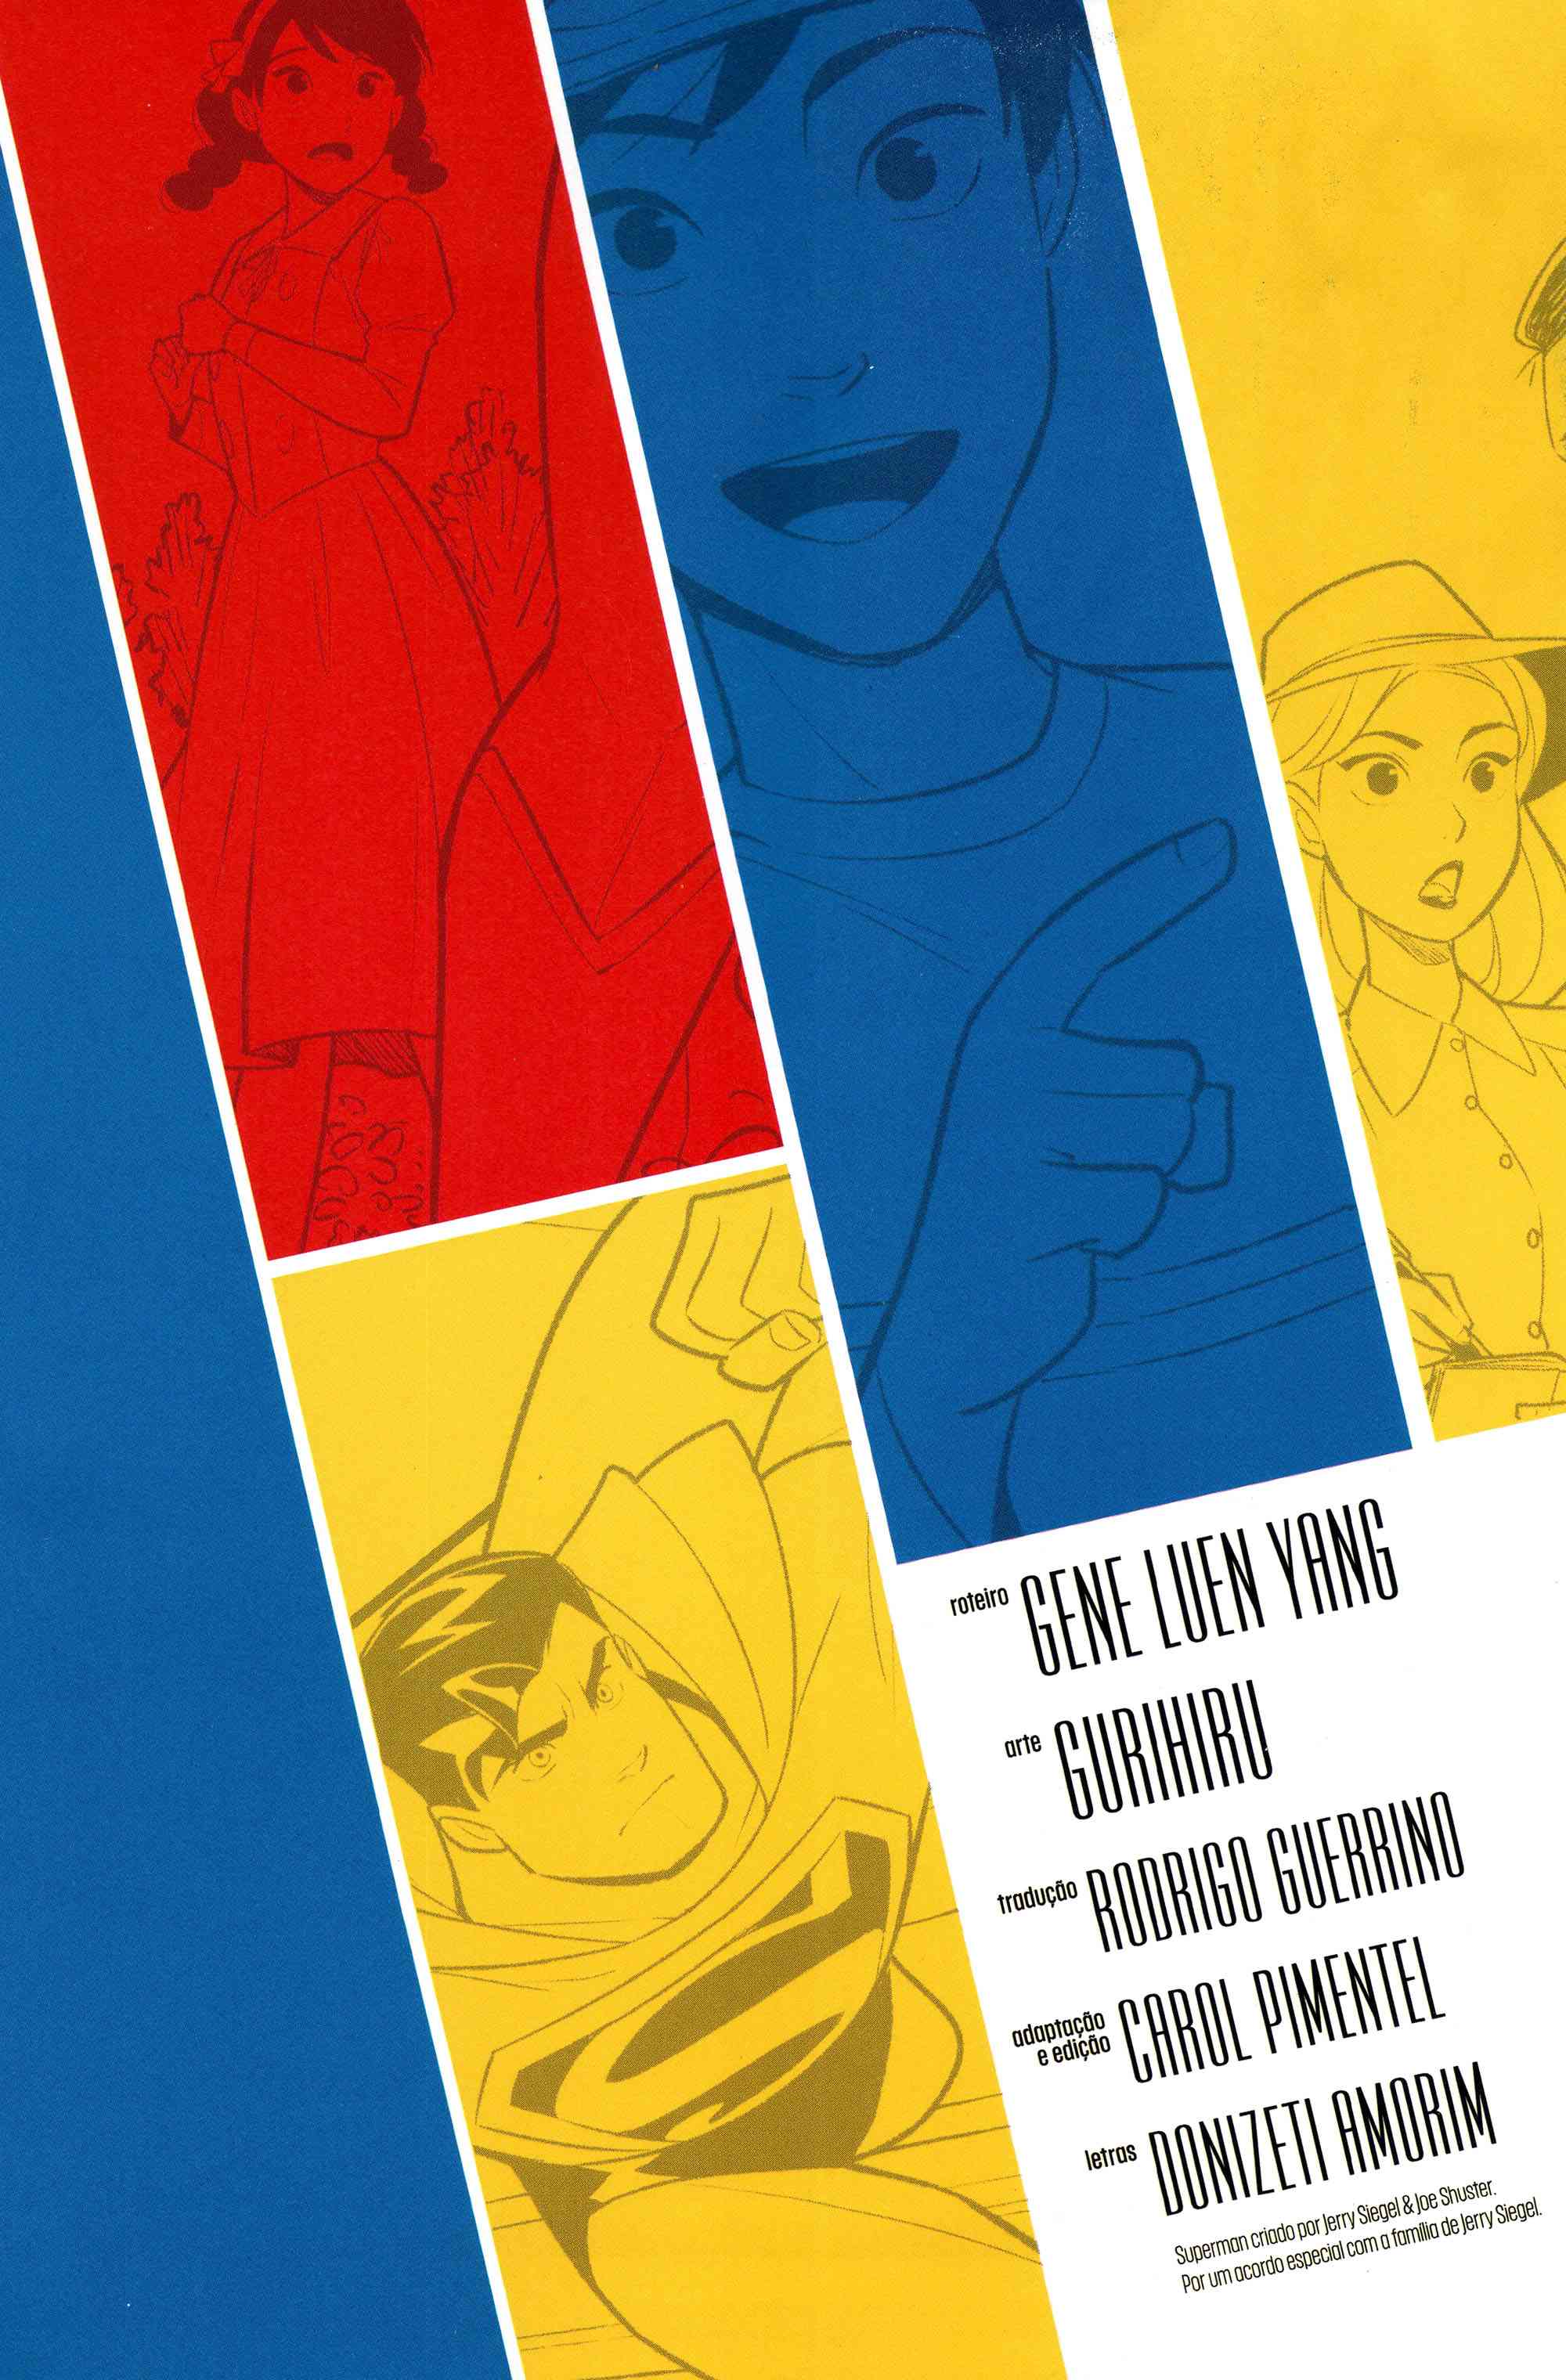 roteiro GENE LUEN YANG
arte GURIHIRU
tradução RODRIGO GUERRINO
adaptação
e edição CAROL PIMENTEL
letras DONIZETI AMORIM
Superman criado por Jerry Siegel & Joe Shuster.
Por um acordo especial com a família de Jerry Siegel.